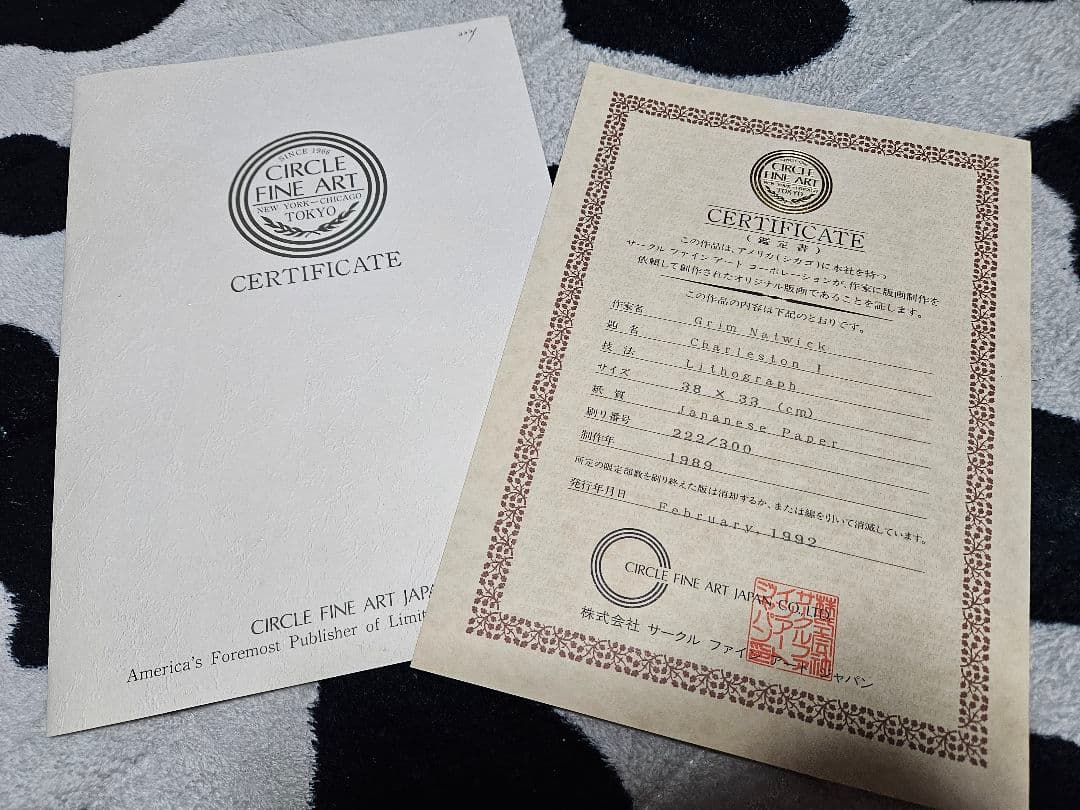 SINCE 1966
CIRCLE
FINE ART
NEW YORK—CHICAGO
TOKYO
CERTIFICATE
CIRCLE FINE ART JAPA
America's Foremost Publisher of Limit
CIRCLE
FINE ART
NEW YORK—CHICAGO
TOKYO
CERTIFICATE
(鑑定書)
この作品は、アメリカ(シカゴ)に本社を持つ
サークル ファイン アート コーポレーションが、作家に版画制作を
依頼して創作されたオリジナル版画であることを証します。
この作品の内容は下記のとおりです。
作家名 Grim Natwick
題名 Charleston I
技法 Lithograph
サイズ 38 × 33 (cm)
紙質 Japanese Paper
刷り番号 222/300
制作年 1989
所定の限定部数を刷り終えた版は消却するか、または線を引いて消滅しています。
発行年月日 February, 1992
CIRCLE FINE ART JAPAN CO., LTD.
株式会社 サークル ファイン アート ジャパン